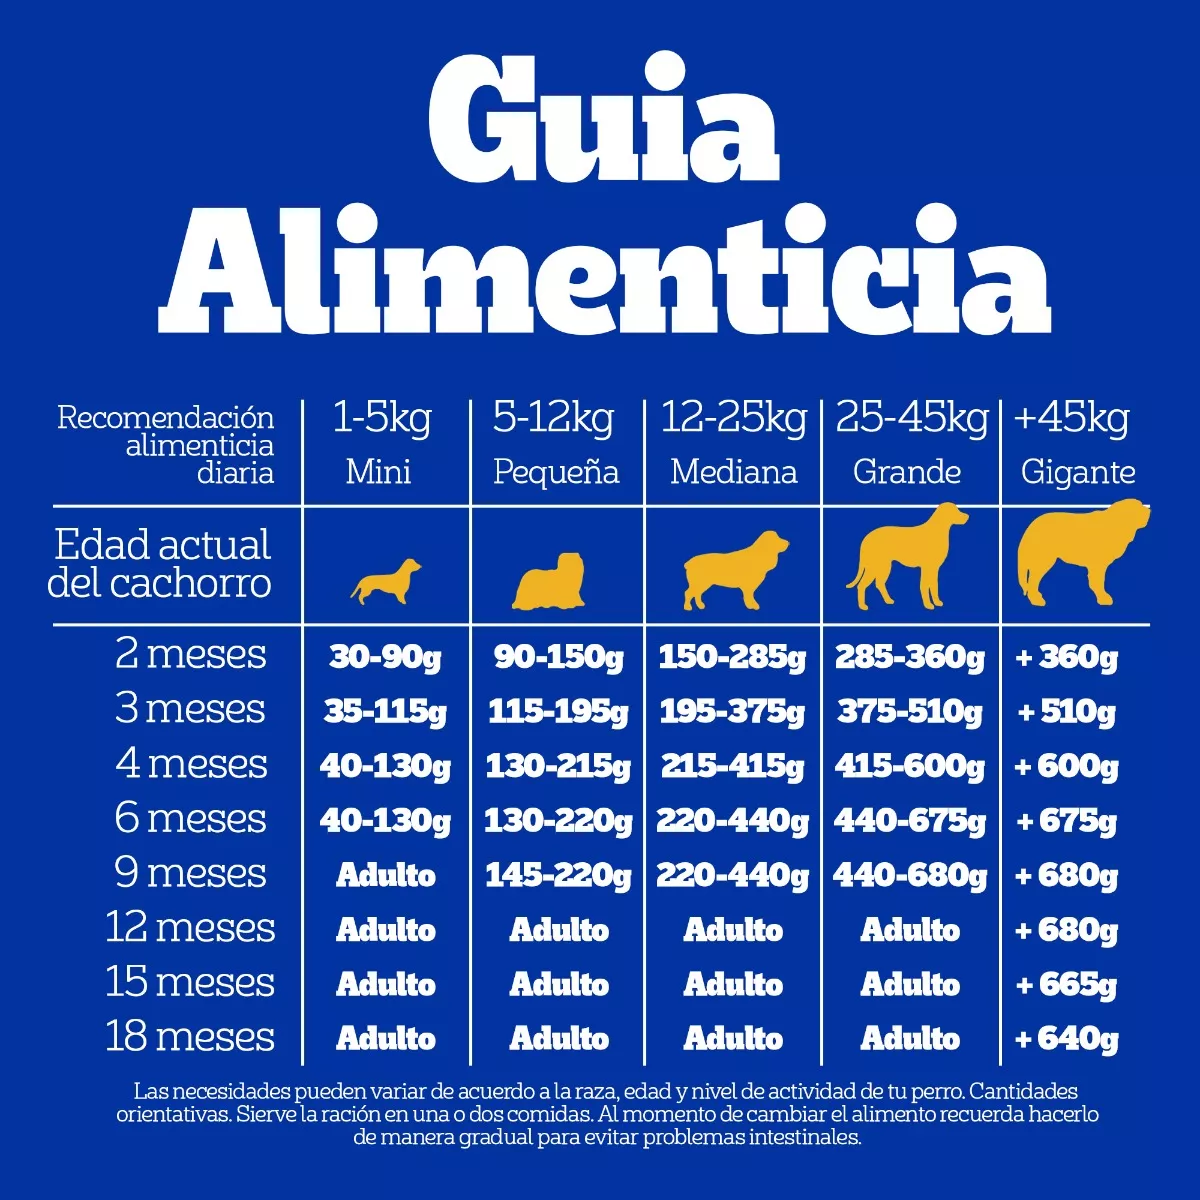 Guia
Alimenticia
Recomendación
alimenticia
diaria
1-5kg
Mini
5-12kg
Pequeña
12-25kg
Mediana
25-45kg
Grande
+45kg
Gigante
Edad actual
del cachorro
2 meses 30-90g 90-150g 150-285g 285-360g + 360g
3 meses 35-115g 115-195g 195-375g 375-510g + 510g
4 meses 40-130g 130-215g 215-415g 415-600g + 600g
6 meses 40-130g 130-220g 220-440g 440-675g + 675g
9 meses Adulto 145-220g 220-440g 440-680g + 680g
12 meses Adulto Adulto Adulto Adulto + 680g
15 meses Adulto Adulto Adulto Adulto + 665g
18 meses Adulto Adulto Adulto Adulto + 640g
Las necesidades pueden variar de acuerdo a la raza, edad y nivel de actividad de tu perro. Cantidades
orientativas. Sierve la ración en una o dos comidas. Al momento de cambiar el alimento recuerda hacerlo
de manera gradual para evitar problemas intestinales.